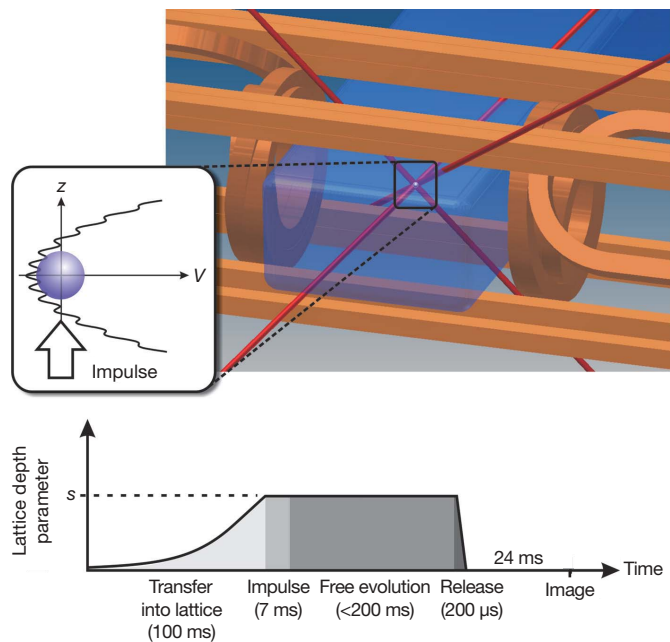 z
V
Impulse
Lattice depth
parameter
s
24 ms
Time
Transfer
into lattice
(100 ms)
Impulse
(7 ms)
Free evolution
(<200 ms)
Release
(200 μs)
Image